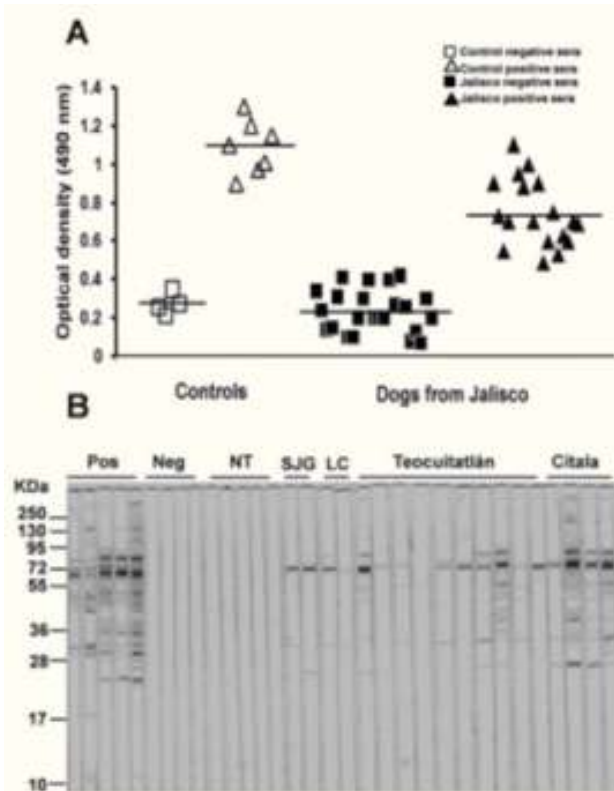 A
Control negative sera
Control positive sera
Jalisco negative sera
Jalisco positive sera
Optical density (490 nm)
1.4
1.2
1
0.8
0.6
0.4
0.2
0
Controls
Dogs from Jalisco
B
Pos Neg NT SJG LC Teocuitatlán Citala
KDa
250
130
95
72
55
36
28
17
10